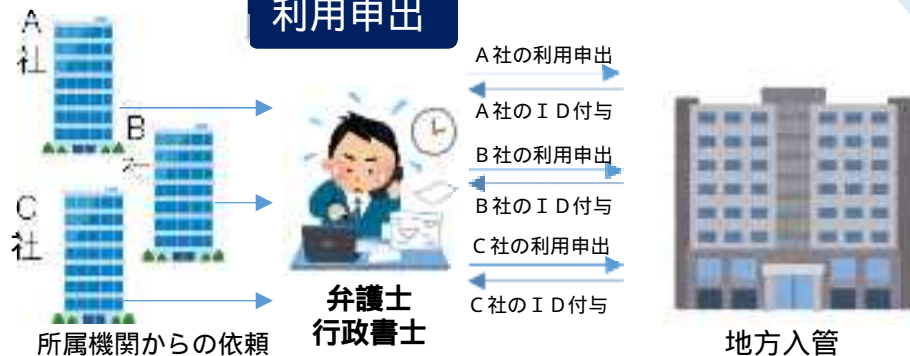 利用申出
A
社
B
C
社
A社の利用申出
A社のID付与
B社の利用申出
B社のID付与
C社の利用申出
C社のID付与
弁護士
行政書士
所属機関からの依頼
地方入管